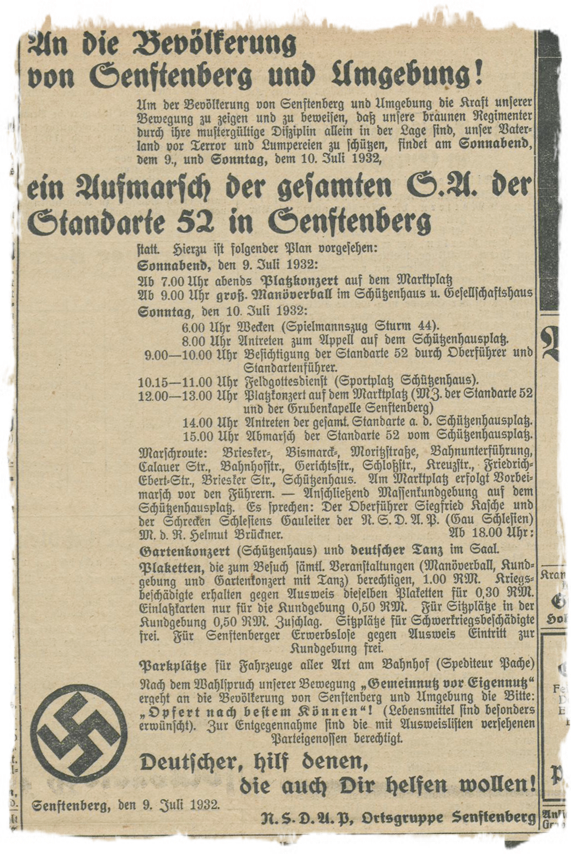 An die Bevölkerung
von Senftenberg und Umgebung!
Um der Bevölkerung von Senftenberg und Umgebung die Kraft unserer
Bewegung zu zeigen und zu beweisen, daß unsere braunen Regimenter
durch ihre mustergültige Disziplin allein in der Lage sind, unser Vater-
land vor Terror und Lumpereien zu schützen, findet am Sonnabend,
dem 9., und Sonntag, dem 10. Juli 1932,
ein Aufmarsch der gesamten S.A. der
Standarte 52 in Senftenberg
statt. Hierzu ist folgender Plan vorgesehen:
Sonnabend, den 9. Juli 1932:
Ab 7.00 Uhr abends Platzkonzert auf dem Marktplatz
Ab 9.00 Uhr groß. Manöverball im Schützenhaus u. Gesellschaftshaus
Sonntag, den 10. Juli 1932:
6.00 Uhr Wecken (Spielmannszug Sturm 44).
8.00 Uhr Antreten zum Appell auf dem Schützenhausplatz.
9.00—10.00 Uhr Besichtigung der Standarte 52 durch Oberführer und
Standartenführer.
10.15—11.00 Uhr Feldgottesdienst (Sportplatz Schützenhaus).
12.00—13.00 Uhr Platzkonzert auf dem Marktplatz (MZ. der Standarte 52
und der Grubenkapelle Senftenberg)
14.00 Uhr Antreten der gesamt. Standarte a. d. Schützenhausplatz.
15.00 Uhr Abmarsch der Standarte 52 vom Schützenhausplatz.
Marschroute: Briesker-, Bismarck-, Moritzstraße, Bahnunterführung,
Calauer Str., Bahnhofstr., Gerichtsstr., Schloßstr., Kreuzstr., Friedrich-
Ebert-Str., Briesker Str., Schützenhaus. Am Marktplatz erfolgt Vorbei-
marsch vor den Führern. — Anschließend Massenkundgebung auf dem
Schützenhausplatz. Es sprechen: Der Oberführer Siegfried Kasche und
der Schrecken Schlesiens Gauleiter der N.S.D.A.P. (Gau Schlesien)
M. d. R. Helmut Brückner. Ab 18.00 Uhr:
Gartenkonzert (Schützenhaus) und deutscher Tanz im Saal.
Plaketten, die zum Besuch sämtl. Veranstaltungen (Manöverball, Kund-
gebung und Gartenkonzert mit Tanz) berechtigen, 1.00 RM. Kriegs-
beschädigte erhalten gegen Ausweis dieselben Plaketten für 0,30 RM.
Einlaßkarten nur für die Kundgebung 0,50 RM. Für Sitzplätze in der
Kundgebung 0,50 RM. Zuschlag. Sitzplätze für Schwerkriegsbeschädigte
frei. Für Senftenberger Erwerbslose gegen Ausweis Eintritt zur
Kundgebung frei.
Parkplätze für Fahrzeuge aller Art am Bahnhof (Spediteur Pache)
Nach dem Wahlspruch unserer Bewegung „Gemeinnutz vor Eigennutz“
ergeht an die Bevölkerung von Senftenberg und Umgebung die Bitte:
„Opfert nach bestem Können“! (Lebensmittel sind besonders
erwünscht). Zur Entgegennahme sind die mit Ausweislisten versehenen
Parteigenossen berechtigt.
Deutscher, hilf denen,
die auch Dir helfen wollen!
Senftenberg, den 9. Juli 1932.
N.S.D.A.P, Ortsgruppe Senftenberg